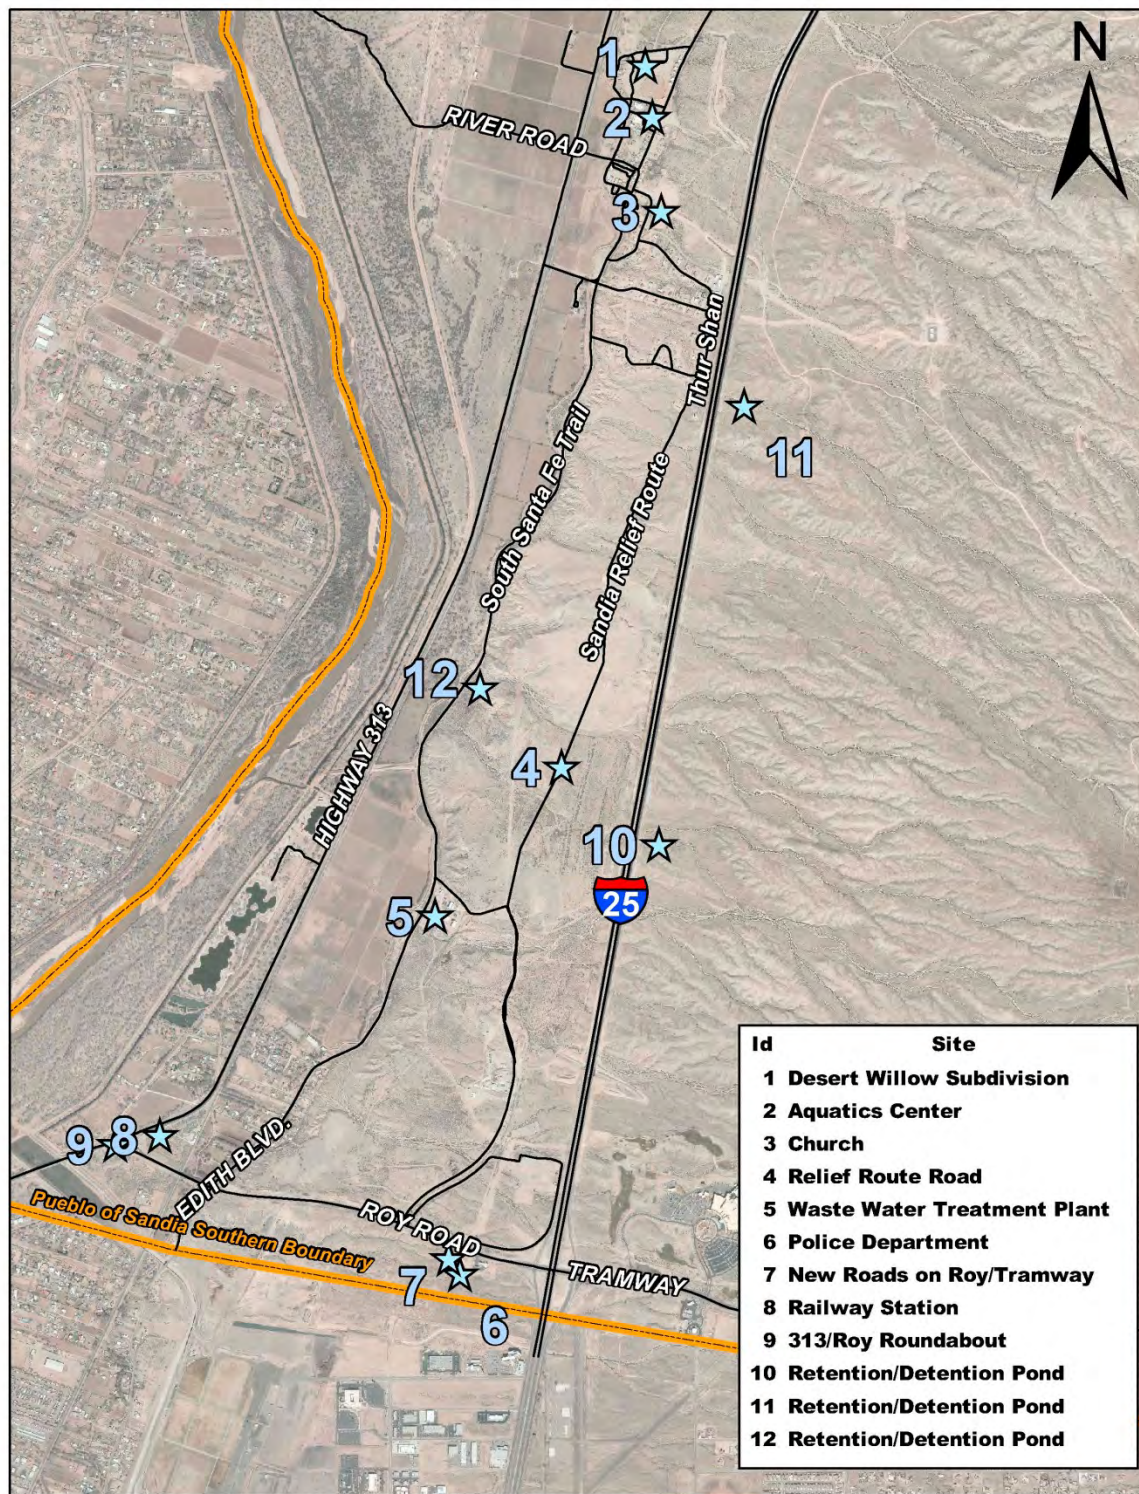 N
1
2
RIVER ROAD
3
Thur Shan
11
South Santa Fe Trail
Sandia Relief Route
12
HIGHWAY 313
4
10
25
5
9
8
EDITH BLVD.
ROY ROAD
Pueblo of Sandia Southern Boundary
TRAMWAY
7
6
Id Site
1 Desert Willow Subdivision
2 Aquatics Center
3 Church
4 Relief Route Road
5 Waste Water Treatment Plant
6 Police Department
7 New Roads on Roy/Tramway
8 Railway Station
9 313/Roy Roundabout
10 Retention/Detention Pond
11 Retention/Detention Pond
12 Retention/Detention Pond